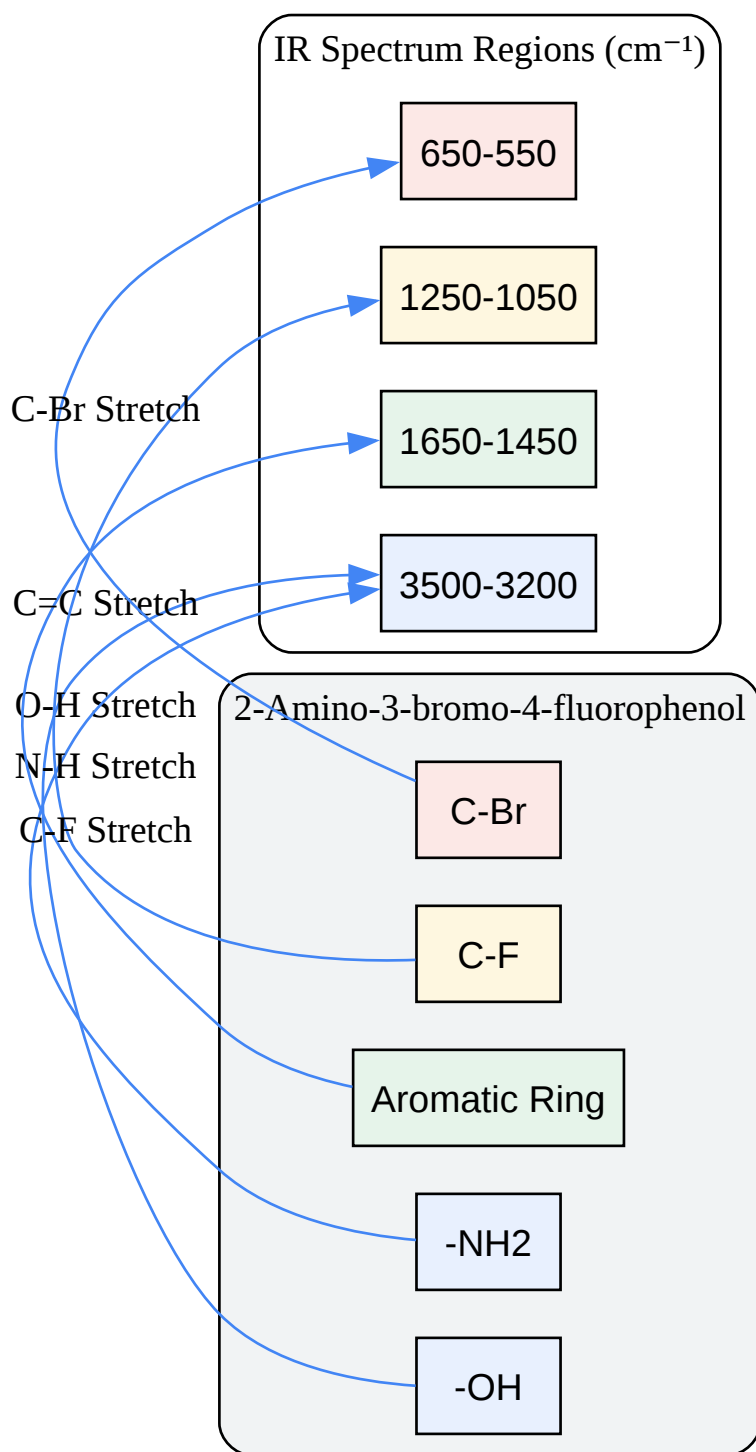 IR Spectrum Regions (cm⁻¹)
650-550
1250-1050
C-Br Stretch
1650-1450
3500-3200
C=C Stretch
O-H Stretch
2-Amino-3-bromo-4-fluorophenol
N-H Stretch
C-Br
C-F Stretch
C-F
Aromatic Ring
-NH2
-OH